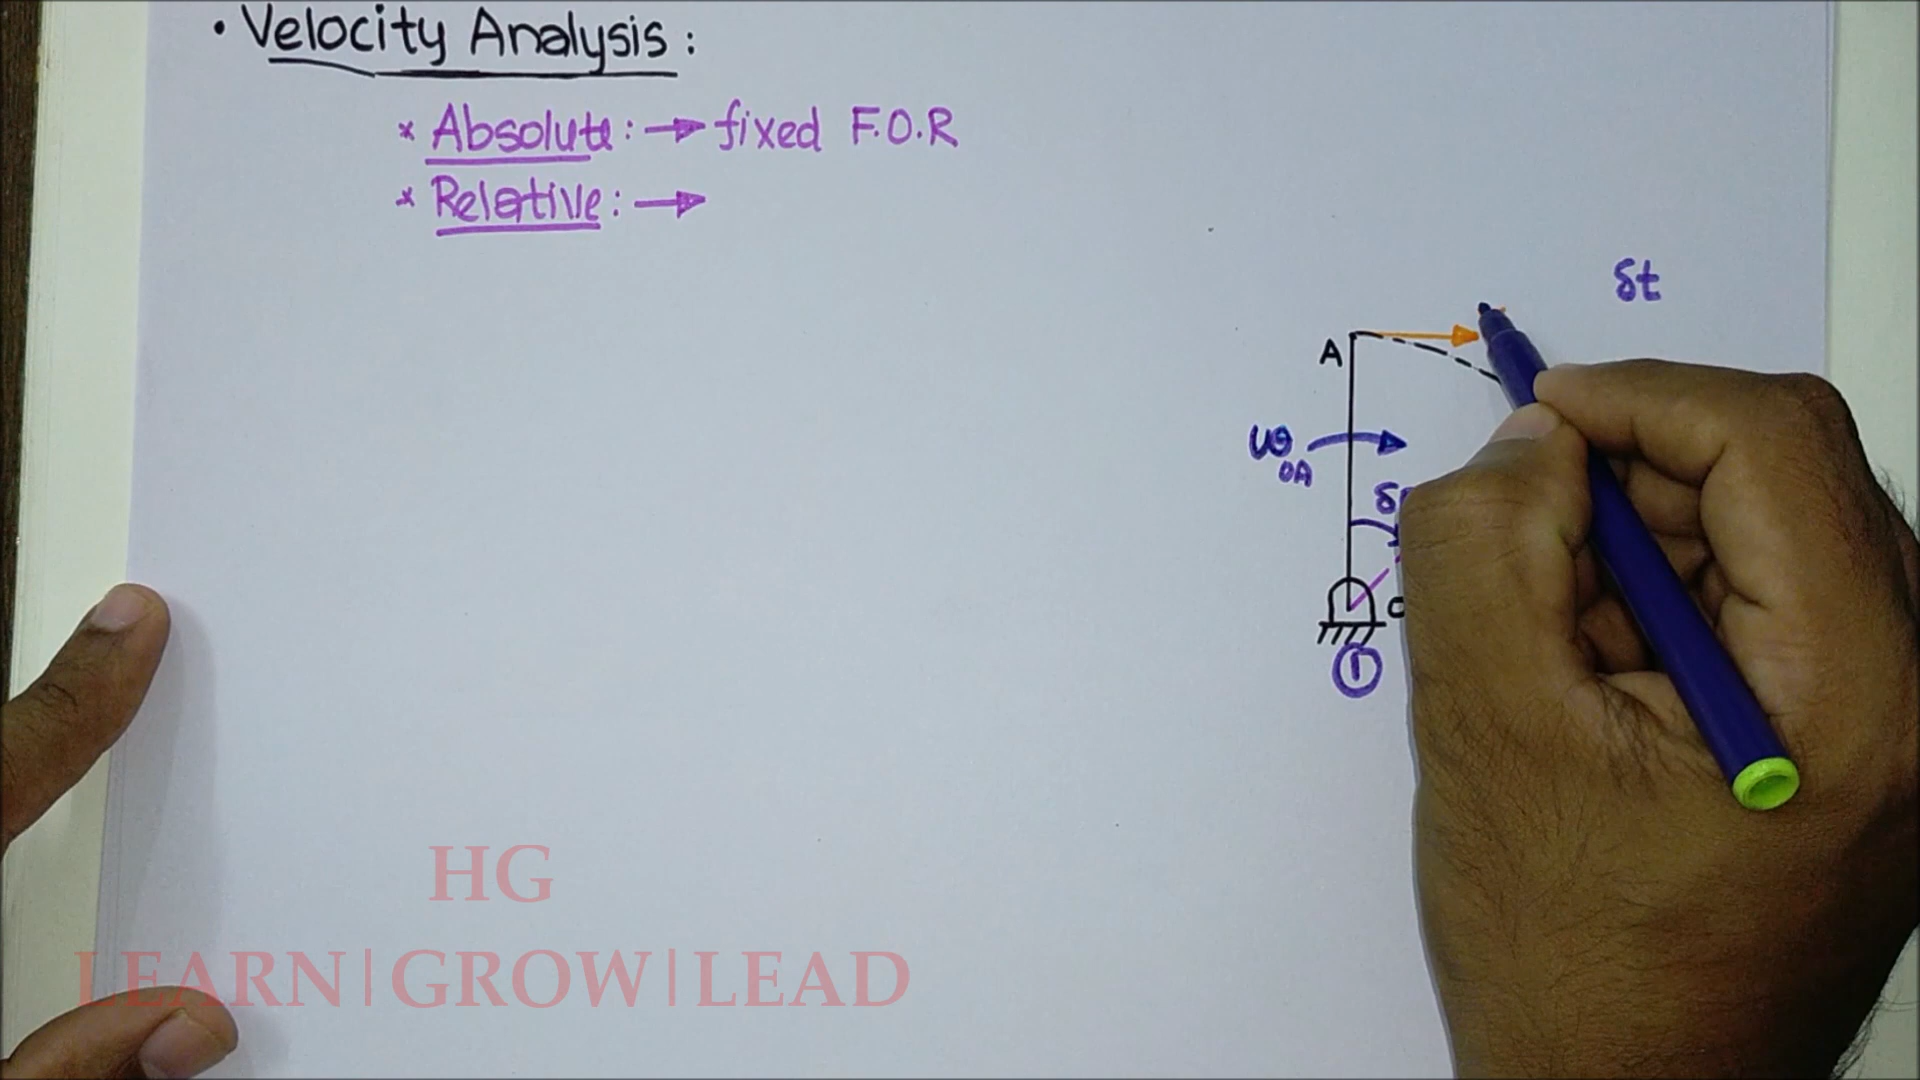 • Velocity Analysis :
* Absolute : → fixed F.O.R
* Relative : →
δt
A
ω
OA
1
HG
LEARN|GROW|LEAD